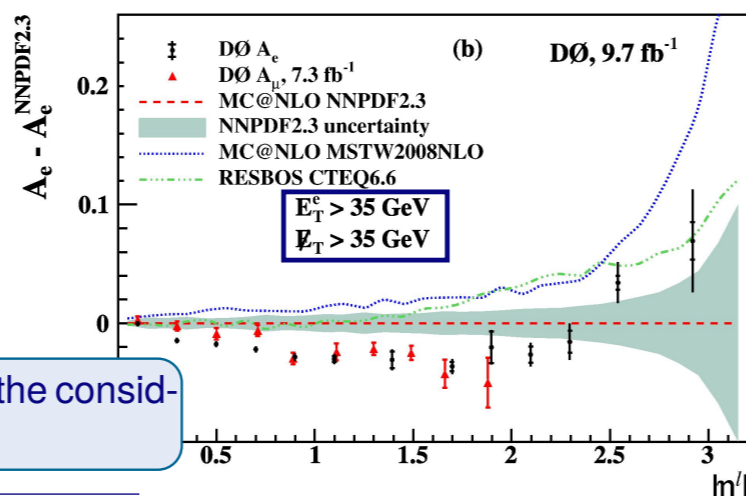 0.2
0.1
0
A_e - A_e^NNPDF2.3
(b)
DØ, 9.7 fb⁻¹
DØ A_e
DØ A_μ, 7.3 fb⁻¹
MC@NLO NNPDF2.3
NNPDF2.3 uncertainty
MC@NLO MSTW2008NLO
RESBOS CTEQ6.6
E_T^e > 35 GeV
E̸_T > 35 GeV
the consid-
0.5 1 1.5 2 2.5 3